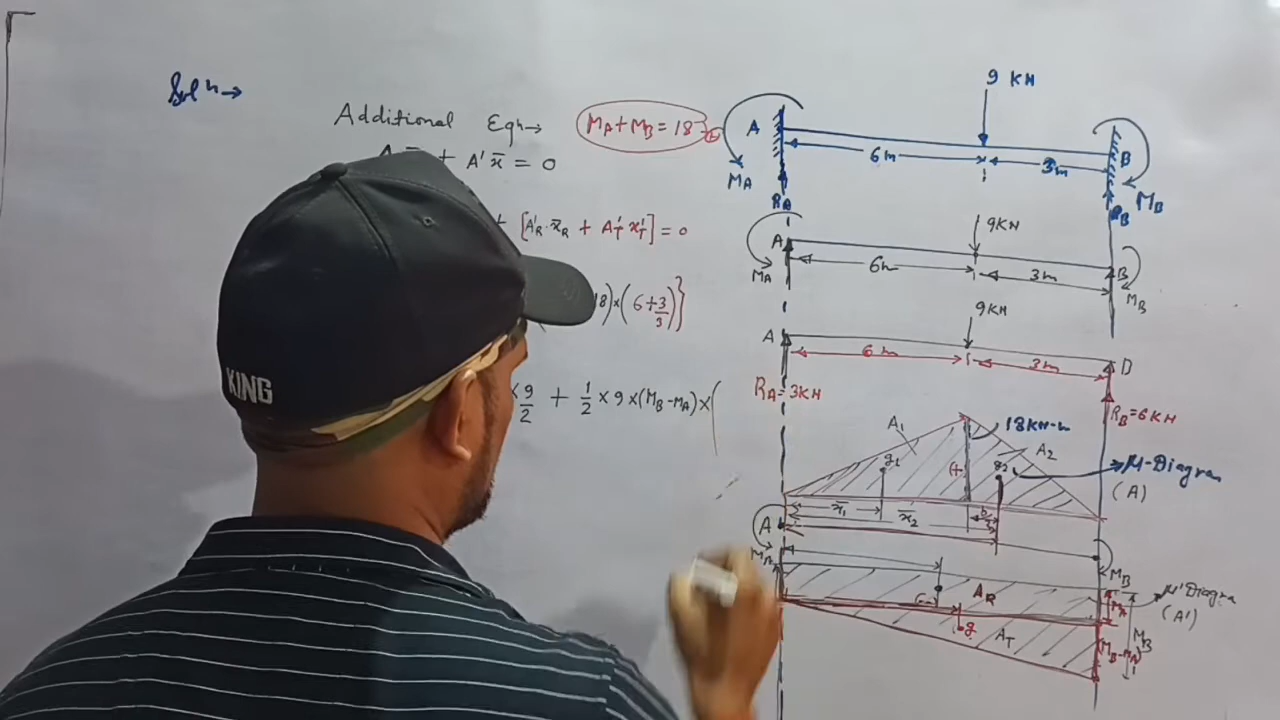 Solⁿ →
Additional Eqⁿ→
MA+MB=18
+ A' x̄ = 0
[A'R·x̄R + A'T x'T] = 0
18)×(6+3/3)}
×9/2 + 1/2 ×9×(MB-MA)×(
KING
9 KN
A
6m
3m
B
MA
RA
RB
MB
9KN
A
6m
3m
B
MA
MB
9KN
A
6m
3m
RA=3KN
RB=6KN
A1
18KN-m
A2
g1
g2
(+)
M-Diagram
(A)
x̄1
x̄2
A
MA
MB
AR
(-)
g
AT
MA
MB
MB-MA
M'Diagram
(A')